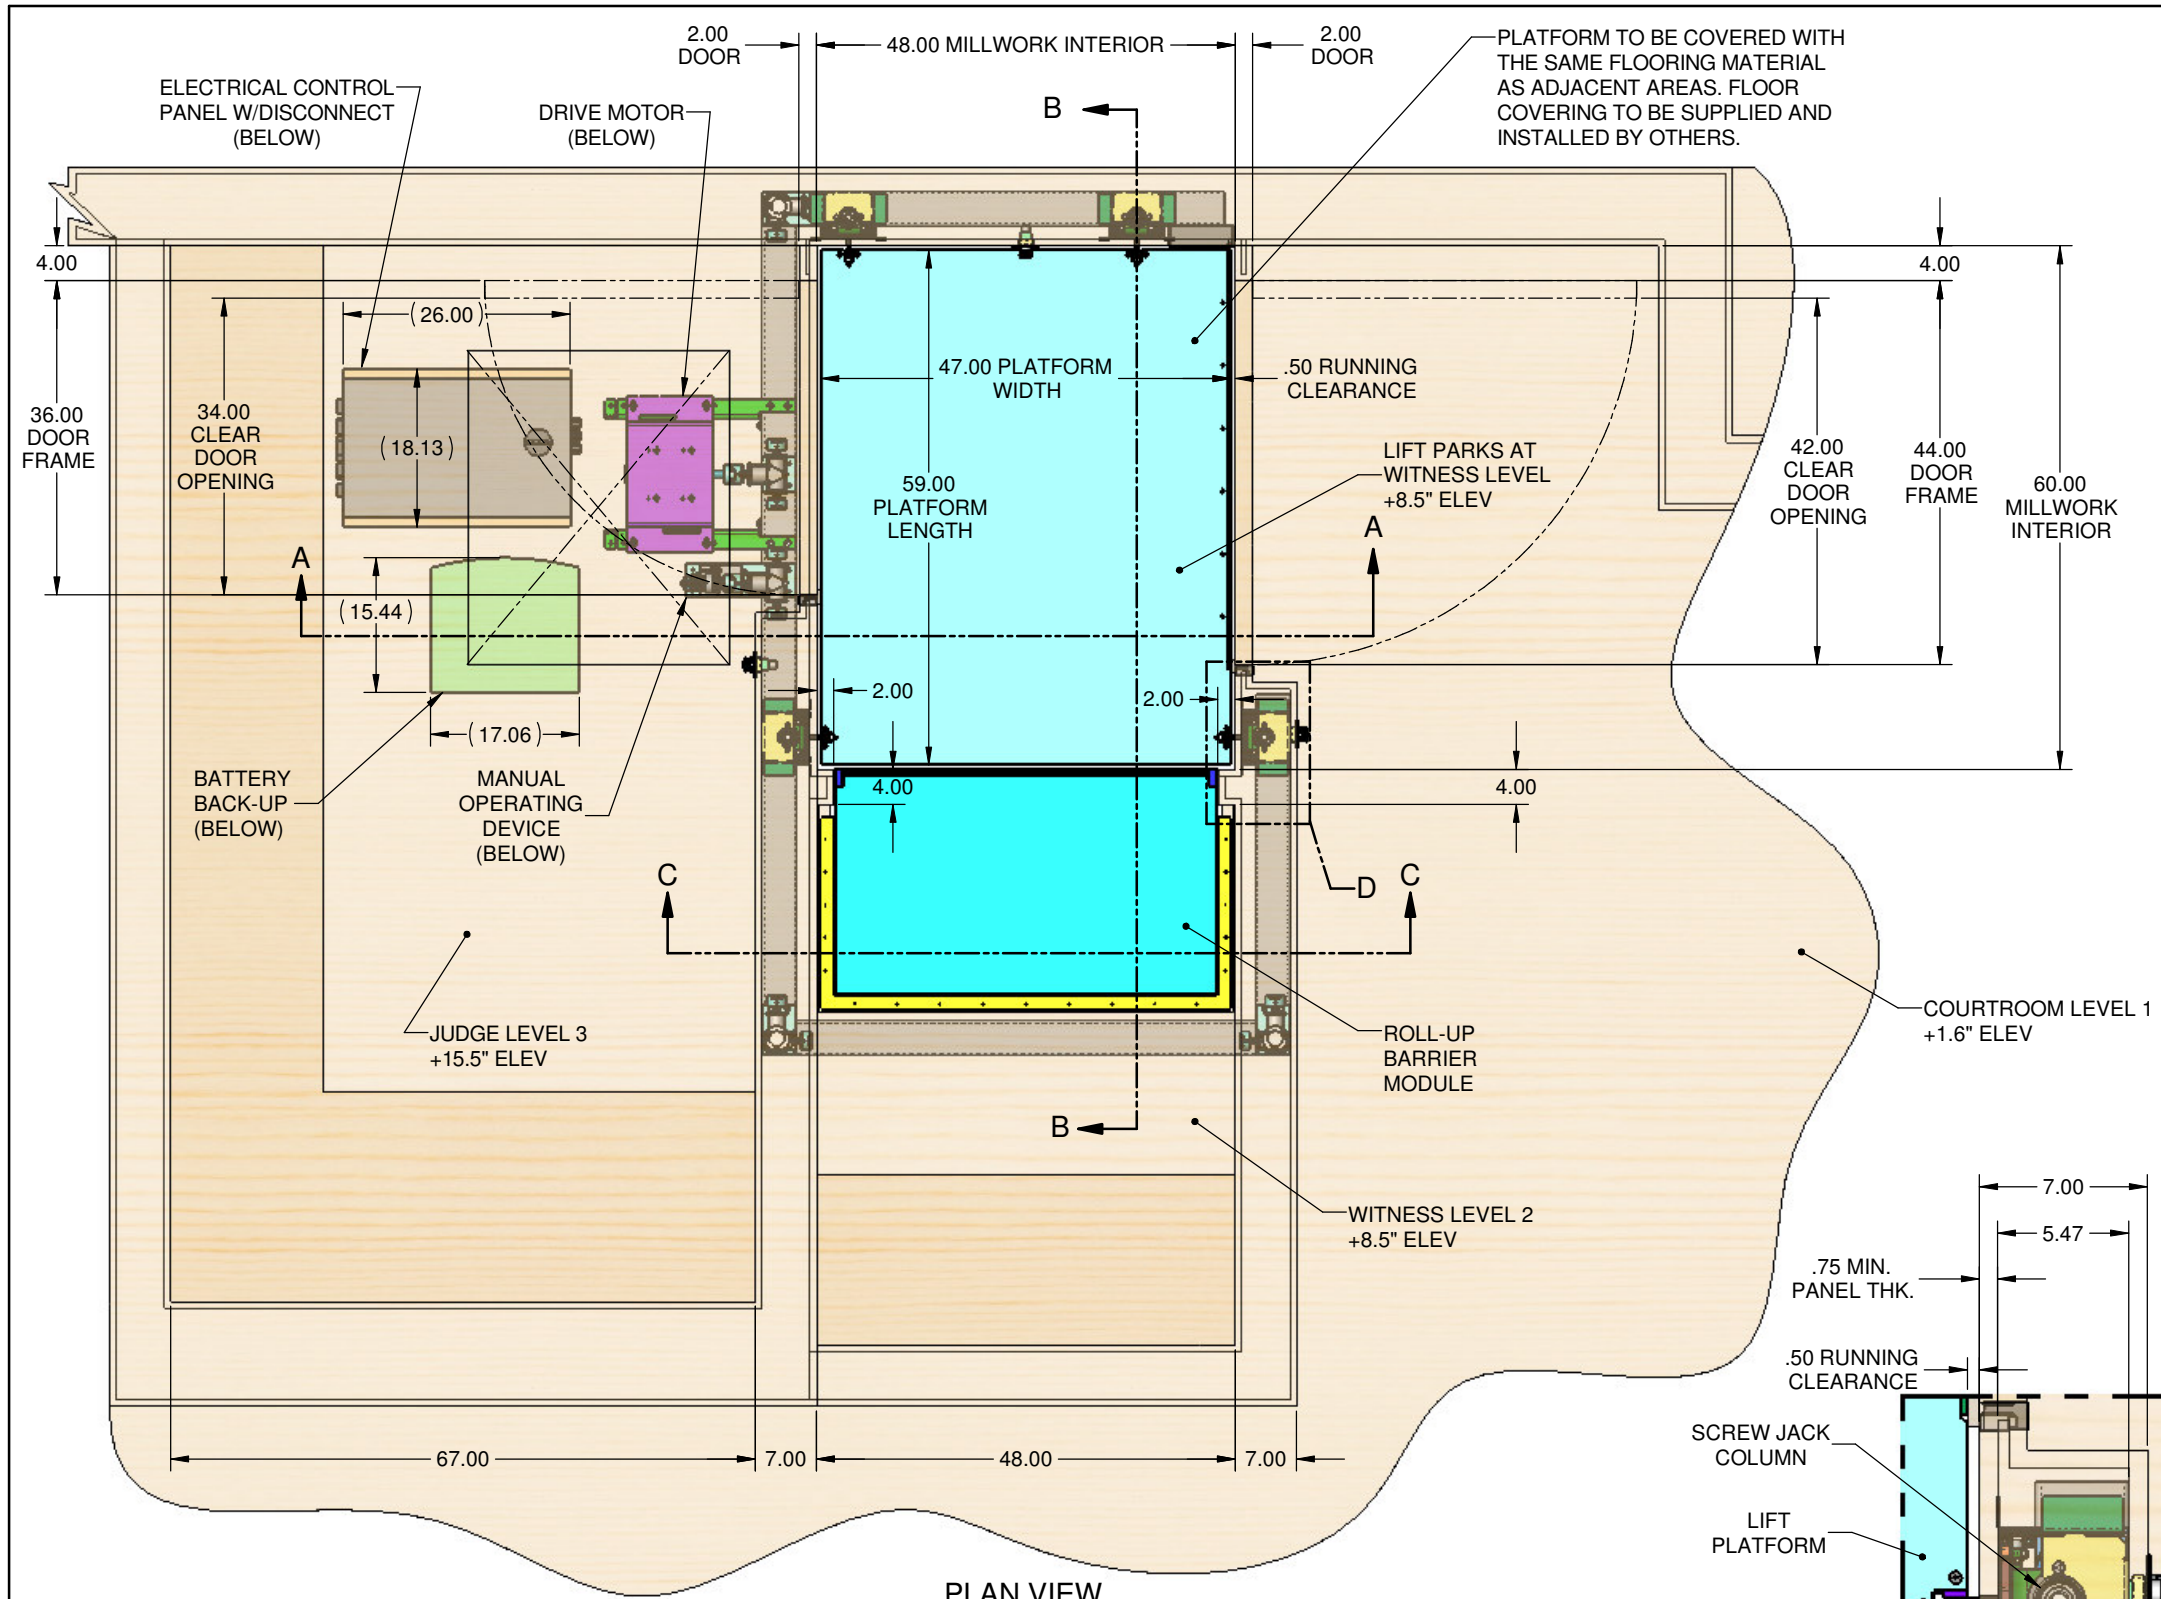 2.00
DOOR
48.00 MILLWORK INTERIOR
2.00
DOOR
PLATFORM TO BE COVERED WITH
THE SAME FLOORING MATERIAL
AS ADJACENT AREAS. FLOOR
COVERING TO BE SUPPLIED AND
INSTALLED BY OTHERS.
ELECTRICAL CONTROL
PANEL W/DISCONNECT
(BELOW)
DRIVE MOTOR
(BELOW)
B
4.00
4.00
(26.00)
36.00
DOOR
FRAME
34.00
CLEAR
DOOR
OPENING
(18.13)
47.00 PLATFORM
WIDTH
.50 RUNNING
CLEARANCE
59.00
PLATFORM
LENGTH
LIFT PARKS AT
WITNESS LEVEL
+8.5" ELEV
42.00
CLEAR
DOOR
OPENING
44.00
DOOR
FRAME
60.00
MILLWORK
INTERIOR
A
A
(15.44)
2.00
2.00
(17.06)
BATTERY
BACK-UP
(BELOW)
MANUAL
OPERATING
DEVICE
(BELOW)
4.00
4.00
C
D
C
JUDGE LEVEL 3
+15.5" ELEV
ROLL-UP
BARRIER
MODULE
COURTROOM LEVEL 1
+1.6" ELEV
B
WITNESS LEVEL 2
+8.5" ELEV
7.00
5.47
.75 MIN.
PANEL THK.
.50 RUNNING
CLEARANCE
67.00
7.00
48.00
7.00
SCREW JACK
COLUMN
LIFT
PLATFORM
PLAN VIEW